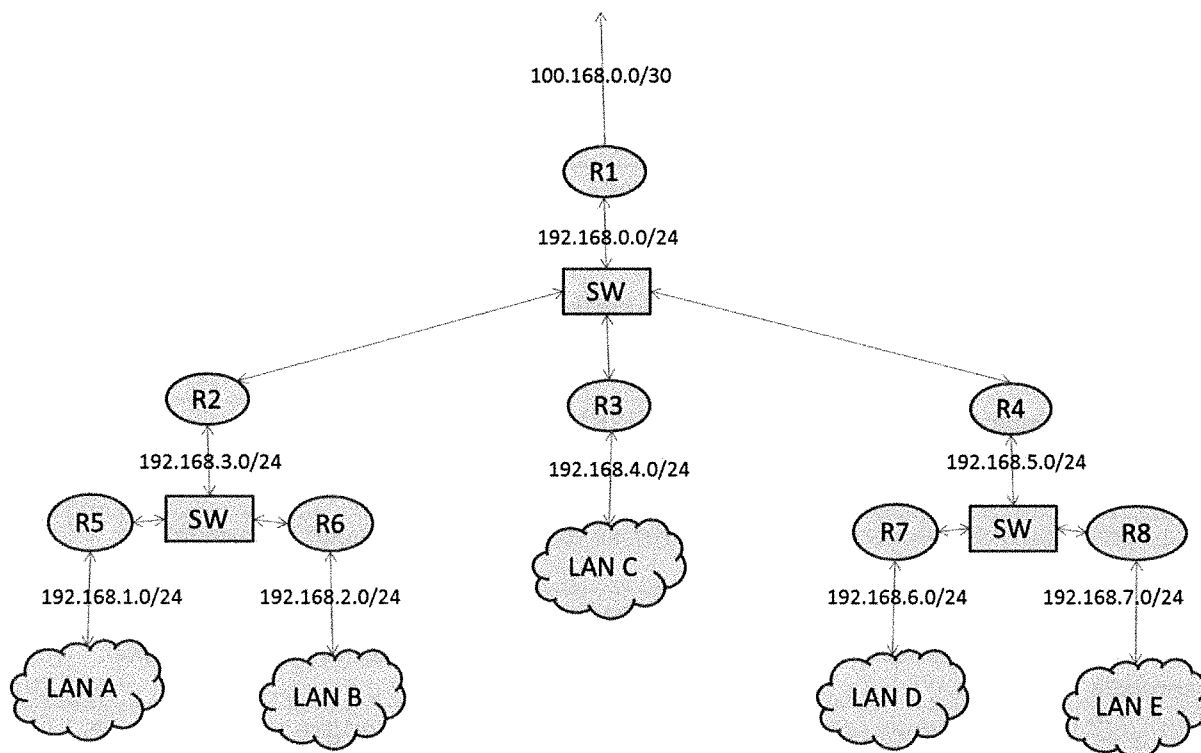 100.168.0.0/30
R1
192.168.0.0/24
SW
R2
R3
R4
192.168.3.0/24
192.168.4.0/24
192.168.5.0/24
R5
SW
R6
R7
SW
R8
LAN C
192.168.1.0/24
192.168.2.0/24
192.168.6.0/24
192.168.7.0/24
LAN A
LAN B
LAN D
LAN E